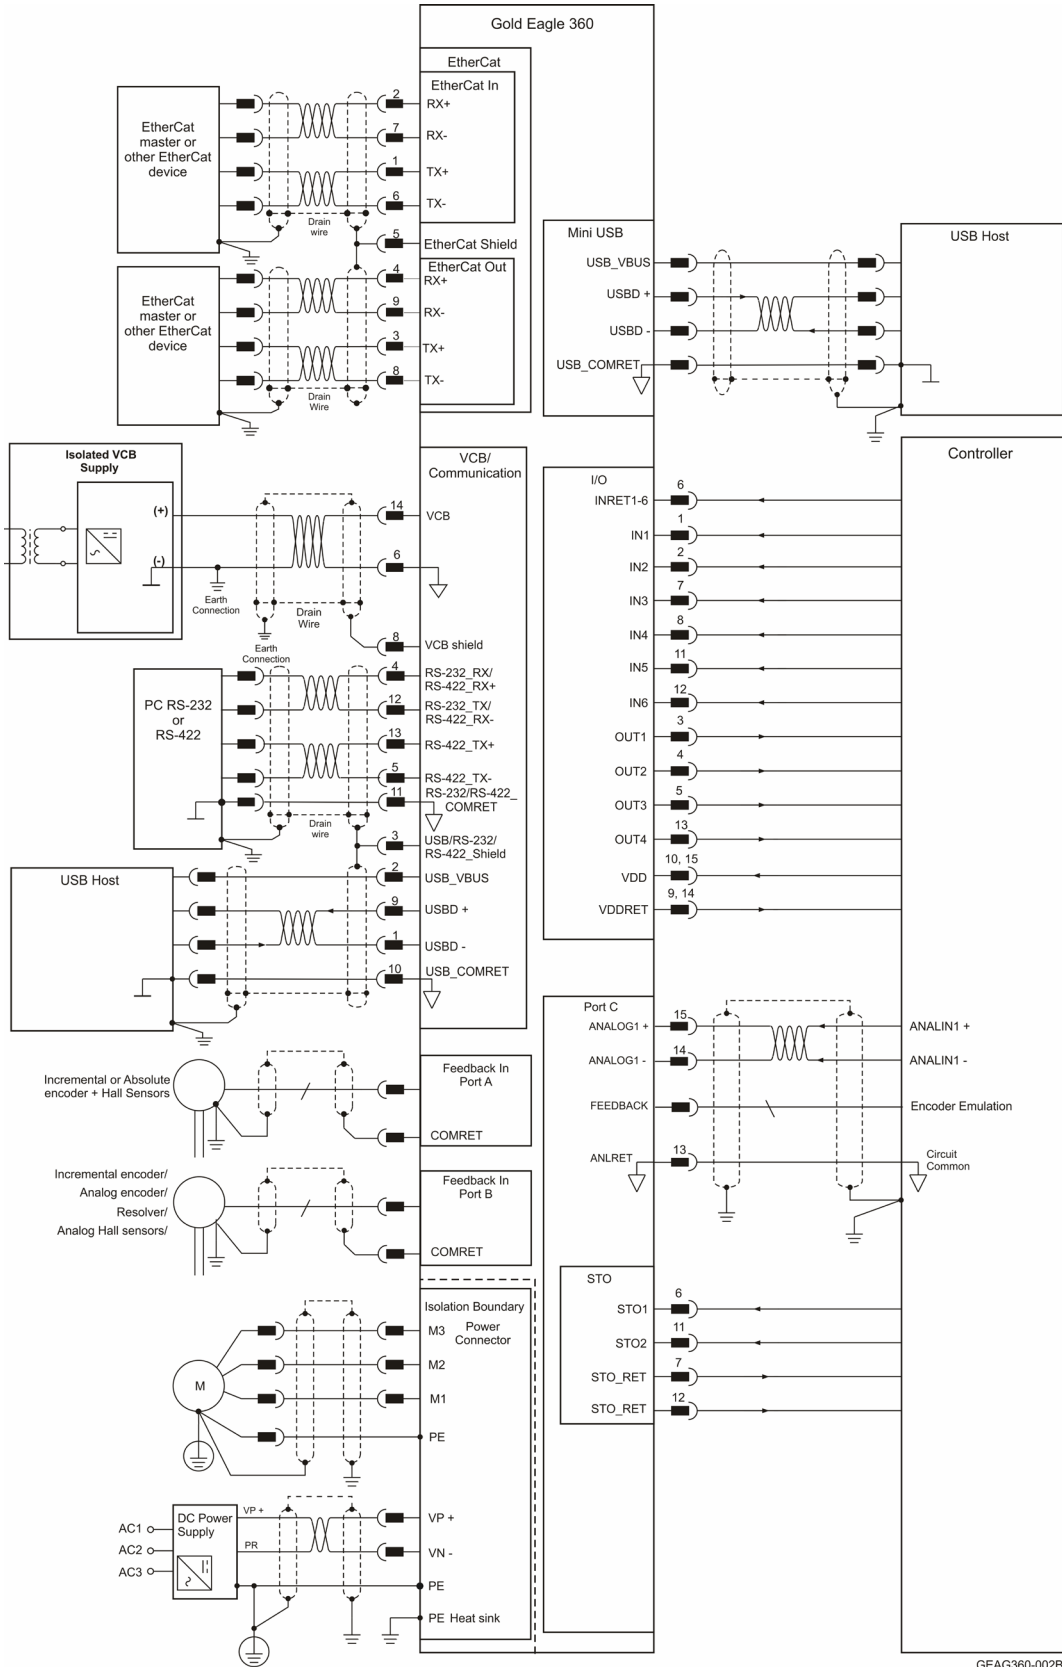 Gold Eagle 360
EtherCat
EtherCat In
EtherCat
master or
other EtherCat
device
2
RX+
7
RX-
1
TX+
6
TX-
Drain
wire
5
EtherCat Shield
EtherCat Out
EtherCat
master or
other EtherCat
device
4
RX+
9
RX-
3
TX+
8
TX-
Drain
Wire
Mini USB
USB_VBUS
USBD +
USBD -
USB_COMRET
USB Host
Isolated VCB
Supply
(+)
(-)
Earth
Connection
Earth
Connection
Drain
Wire
VCB/
Communication
14
VCB
6
8
VCB shield
PC RS-232
or
RS-422
4
RS-232_RX/
RS-422_RX+
12
RS-232_TX/
RS-422_RX-
13
RS-422_TX+
5
RS-422_TX-
11
RS-232/RS-422_
COMRET
Drain
wire
3
USB/RS-232/
RS-422_Shield
USB Host
2
USB_VBUS
9
USBD +
1
USBD -
10
USB_COMRET
Controller
I/O
INRET1-6
6
IN1
1
IN2
2
IN3
7
IN4
8
IN5
11
IN6
12
OUT1
3
OUT2
4
OUT3
5
OUT4
13
VDD
10, 15
VDDRET
9, 14
Port C
ANALOG1 +
15
ANALIN1 +
ANALOG1 -
14
ANALIN1 -
FEEDBACK
Encoder Emulation
ANLRET
13
Circuit
Common
Incremental or Absolute
encoder + Hall Sensors
Feedback In
Port A
COMRET
Incremental encoder/
Analog encoder/
Resolver/
Analog Hall sensors/
Feedback In
Port B
COMRET
STO
STO1
6
STO2
11
STO_RET
7
STO_RET
12
Isolation Boundary
Power
Connector
M
M3
M2
M1
PE
DC Power
Supply
AC1
AC2
AC3
VP +
PR
VP +
VN -
PE
PE Heat sink
GEAG360-002B